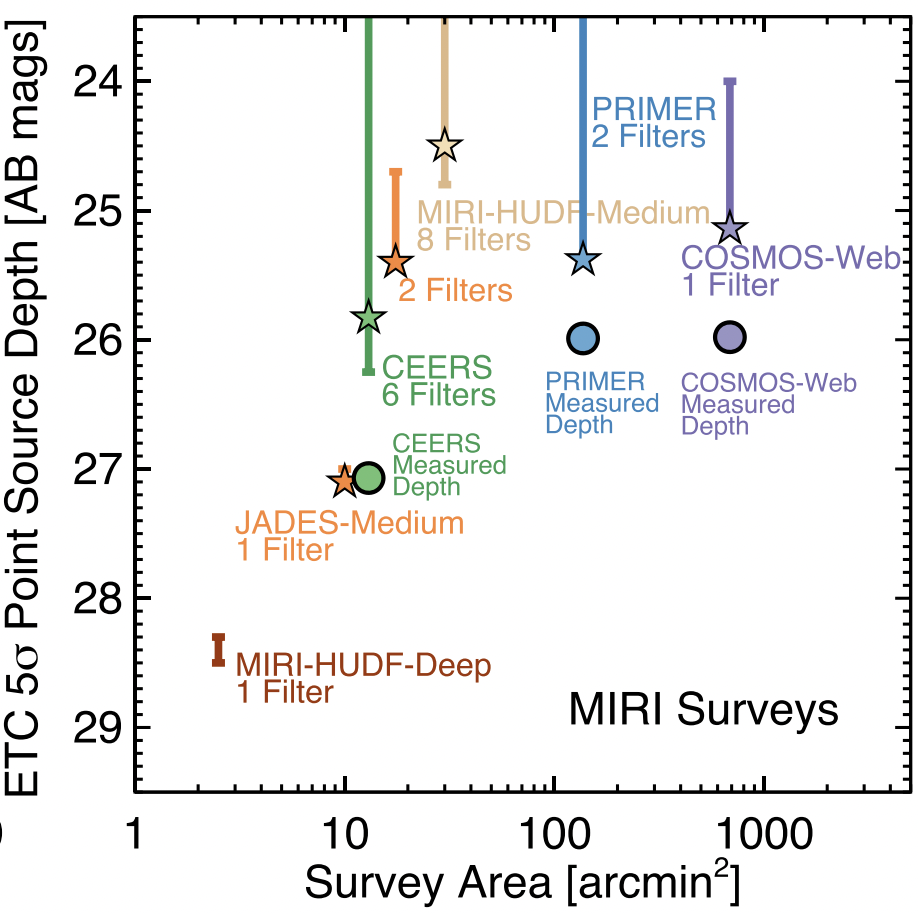 ETC 5σ Point Source Depth [AB mags]
24
25
26
27
28
29
PRIMER
2 Filters
MIRI-HUDF-Medium
8 Filters
COSMOS-Web
1 Filter
2 Filters
CEERS
6 Filters
PRIMER
Measured
Depth
COSMOS-Web
Measured
Depth
CEERS
Measured
Depth
JADES-Medium
1 Filter
MIRI-HUDF-Deep
1 Filter
MIRI Surveys
0
1
10
100
1000
Survey Area [arcmin²]